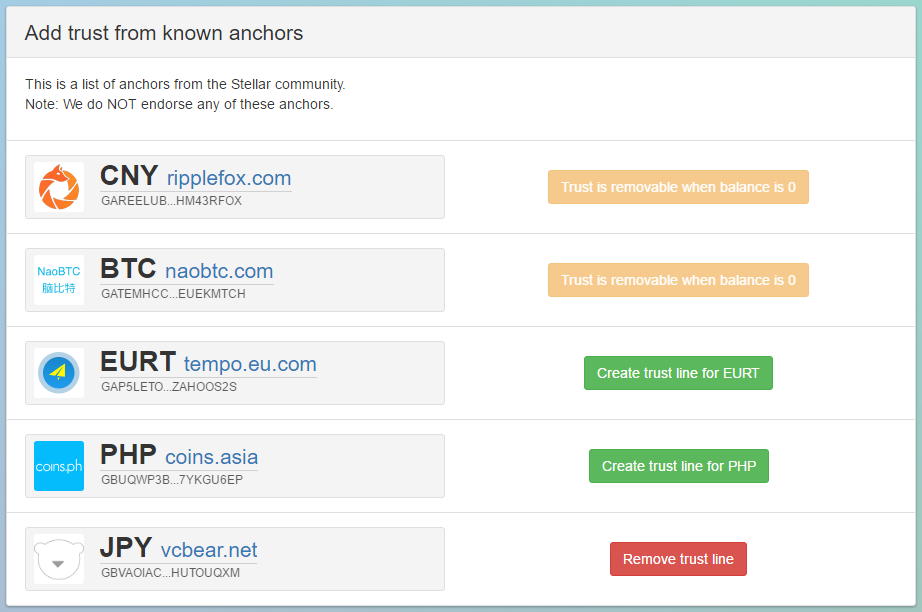 Add trust from known anchors
This is a list of anchors from the Stellar community.
Note: We do NOT endorse any of these anchors.
CNY ripplefox.com
GAREELUB...HM43RFOX
Trust is removable when balance is 0
NaoBTC
脑比特
BTC naobtc.com
GATEMHCC...EUEKMTCH
Trust is removable when balance is 0
EURT tempo.eu.com
GAP5LETO...ZAHOOS2S
Create trust line for EURT
coins.ph
PHP coins.asia
GBUQWP3B...7YKGU6EP
Create trust line for PHP
JPY vcbear.net
GBVAOIAC...HUTOUQXM
Remove trust line